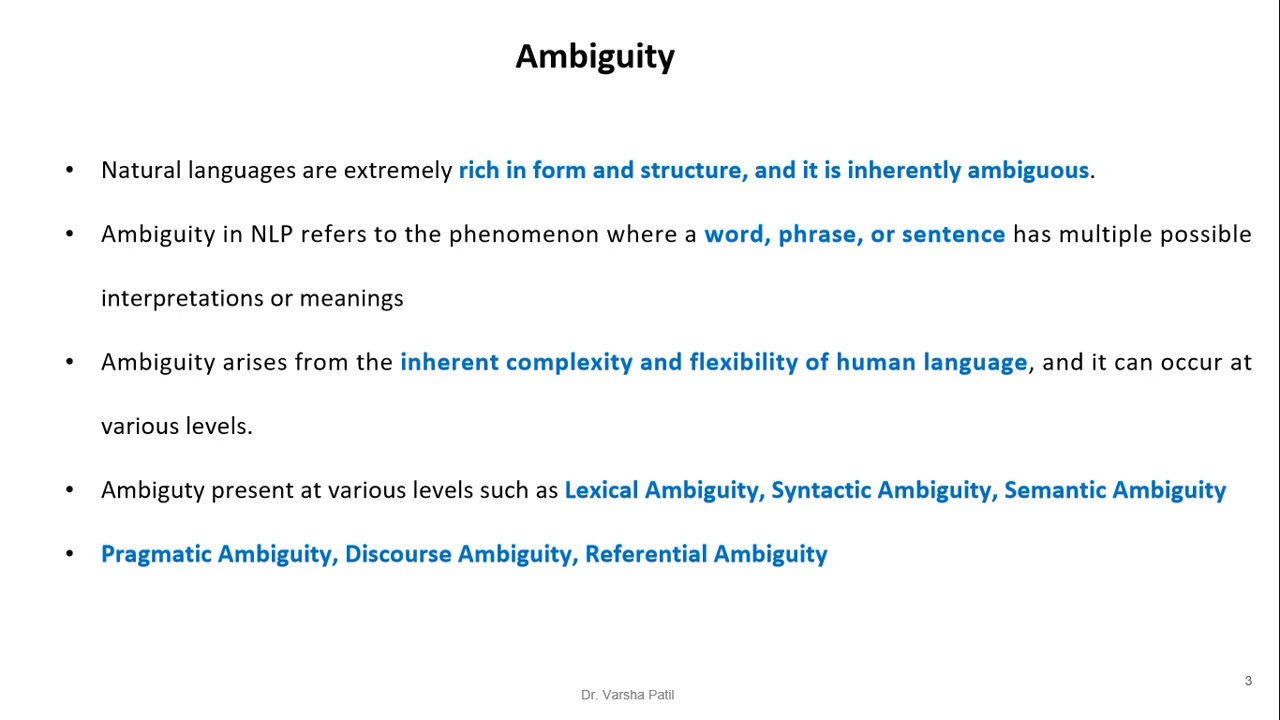 Ambiguity
• Natural languages are extremely rich in form and structure, and it is inherently ambiguous.
• Ambiguity in NLP refers to the phenomenon where a word, phrase, or sentence has multiple possible
interpretations or meanings
• Ambiguity arises from the inherent complexity and flexibility of human language, and it can occur at
various levels.
• Ambiguty present at various levels such as Lexical Ambiguity, Syntactic Ambiguity, Semantic Ambiguity
• Pragmatic Ambiguity, Discourse Ambiguity, Referential Ambiguity
3
Dr. Varsha Patil